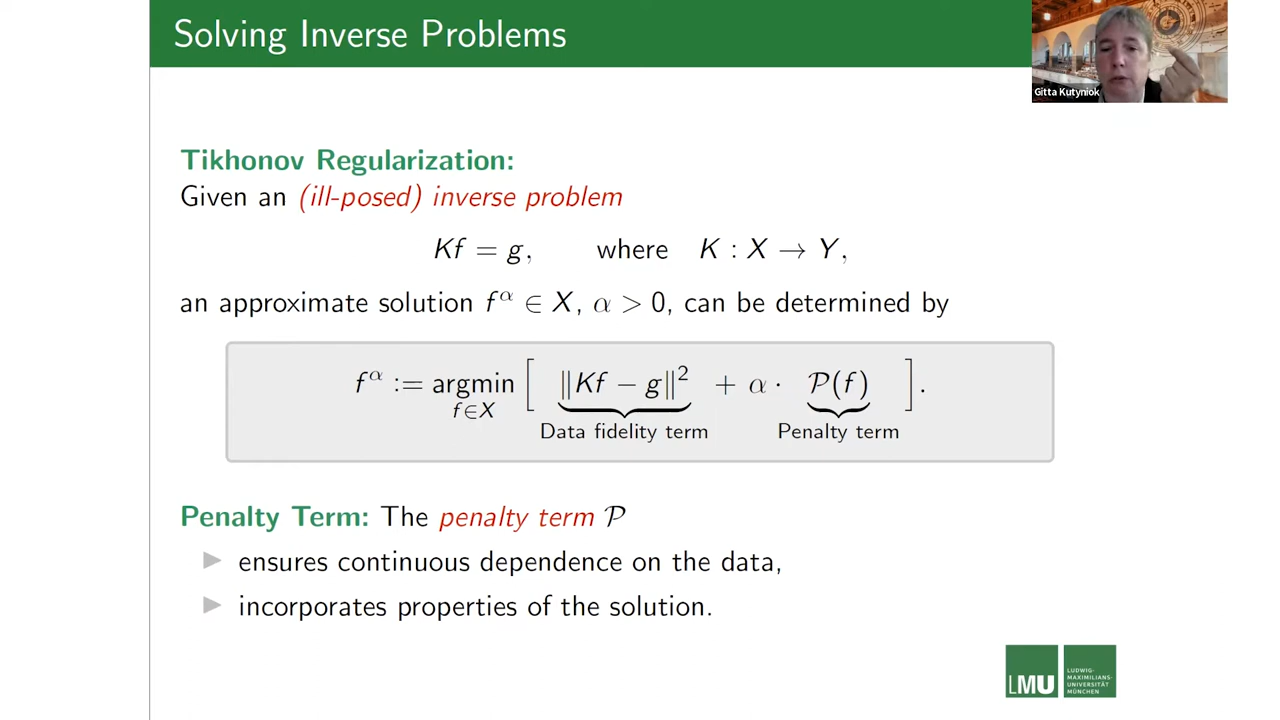 Solving Inverse Problems
Gitta Kutyniok
Tikhonov Regularization:
Given an (ill-posed) inverse problem
Kf = g, where K : X → Y,
an approximate solution f^α ∈ X, α > 0, can be determined by
f^α := argmin_{f∈X} [ ‖Kf − g‖² + α · 𝒫(f) ].
Data fidelity term Penalty term
Penalty Term: The penalty term 𝒫
▶ ensures continuous dependence on the data,
▶ incorporates properties of the solution.
LMU
LUDWIG-
MAXIMILIANS-
UNIVERSITÄT
MÜNCHEN